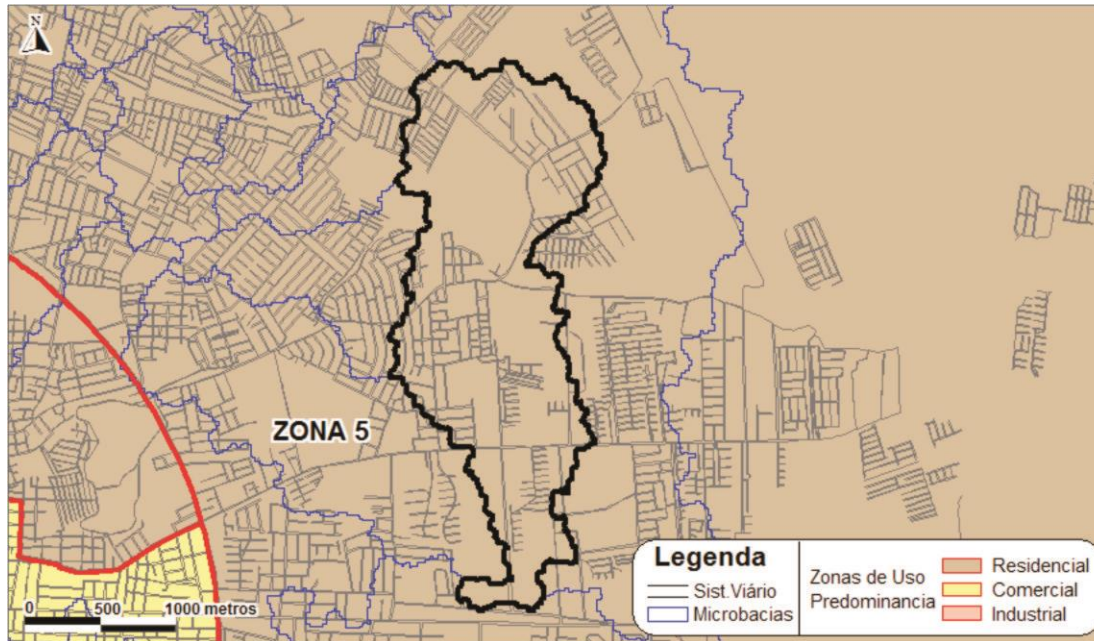 N
ZONA 5
0 500 1000 metros
Legenda
Sist.Viário
Microbacias
Zonas de Uso
Predominancia
Residencial
Comercial
Industrial